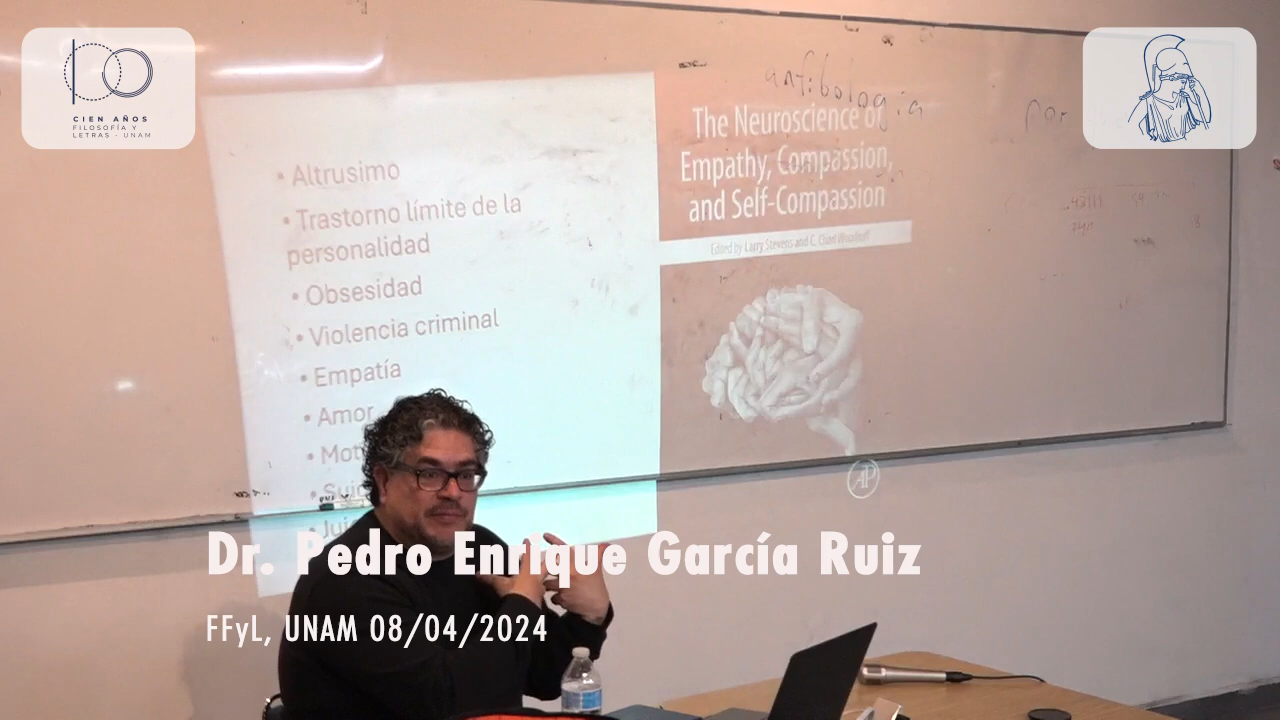 CIEN AÑOS
FILOSOFÍA Y
LETRAS · UNAM
anfibología
The Neuroscience of
Empathy, Compassion,
and Self-Compassion
Edited by Larry Stevens and C. Chad Woodruff
AP
• Altrusimo
• Trastorno límite de la
personalidad
• Obsesidad
• Violencia criminal
• Empatía
• Amor
Dr. Pedro Enrique García Ruiz
FFyL, UNAM 08/04/2024